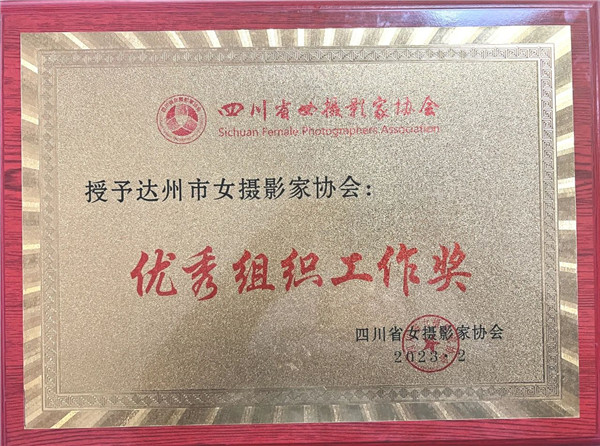 四川省女摄影家协会
Sichuan Female Photographers Association
授予达州市女摄影家协会：
优秀组织工作奖
四川省女摄影家协会
2023·2